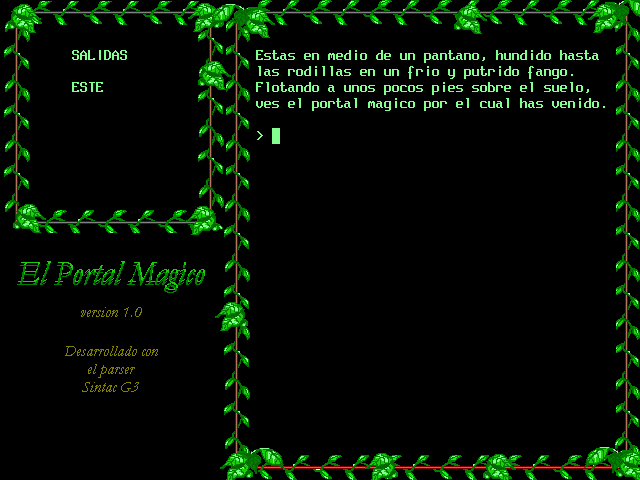 SALIDAS
ESTE
Estas en medio de un pantano, hundido hasta
las rodillas en un frio y putrido fango.
Flotando a unos pocos pies sobre el suelo,
ves el portal magico por el cual has venido.
>
El Portal Magico
version 1.0
Desarrollado con
el parser
Sintac G3